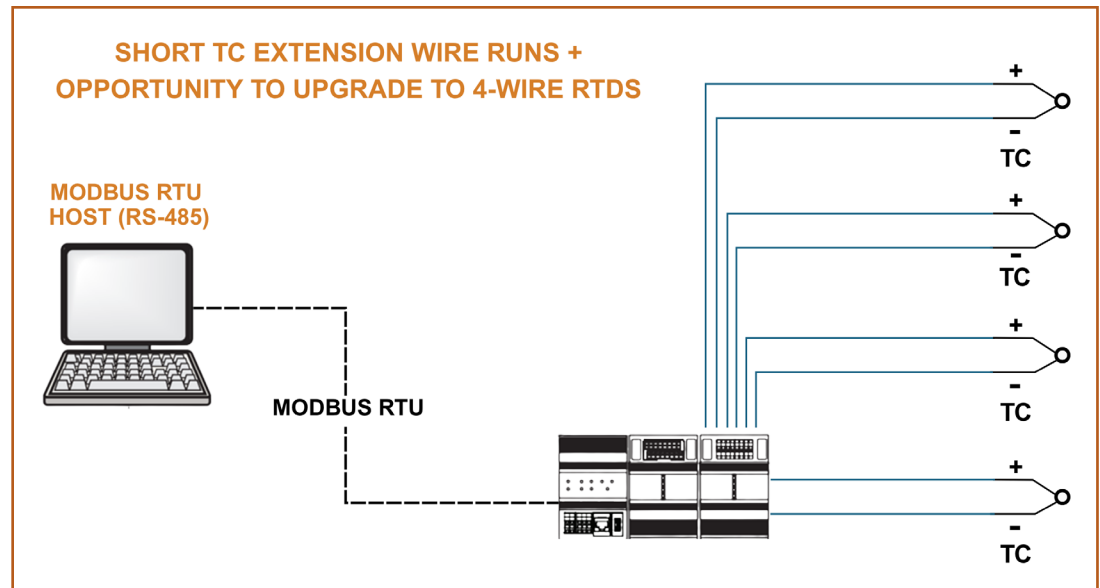 SHORT TC EXTENSION WIRE RUNS +
OPPORTUNITY TO UPGRADE TO 4-WIRE RTDS
MODBUS RTU
HOST (RS-485)
MODBUS RTU
+
-
TC
+
-
TC
+
-
TC
+
-
TC